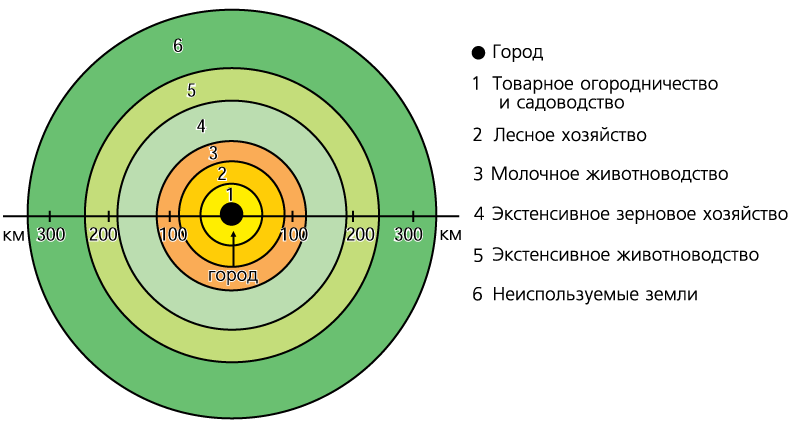 6
5
4
3
2
1
км 300 200 100 100 200 300 км
город
Город
1 Товарное огородничество
и садоводство
2 Лесное хозяйство
3 Молочное животноводство
4 Экстенсивное зерновое хозяйство
5 Экстенсивное животноводство
6 Неиспользуемые земли